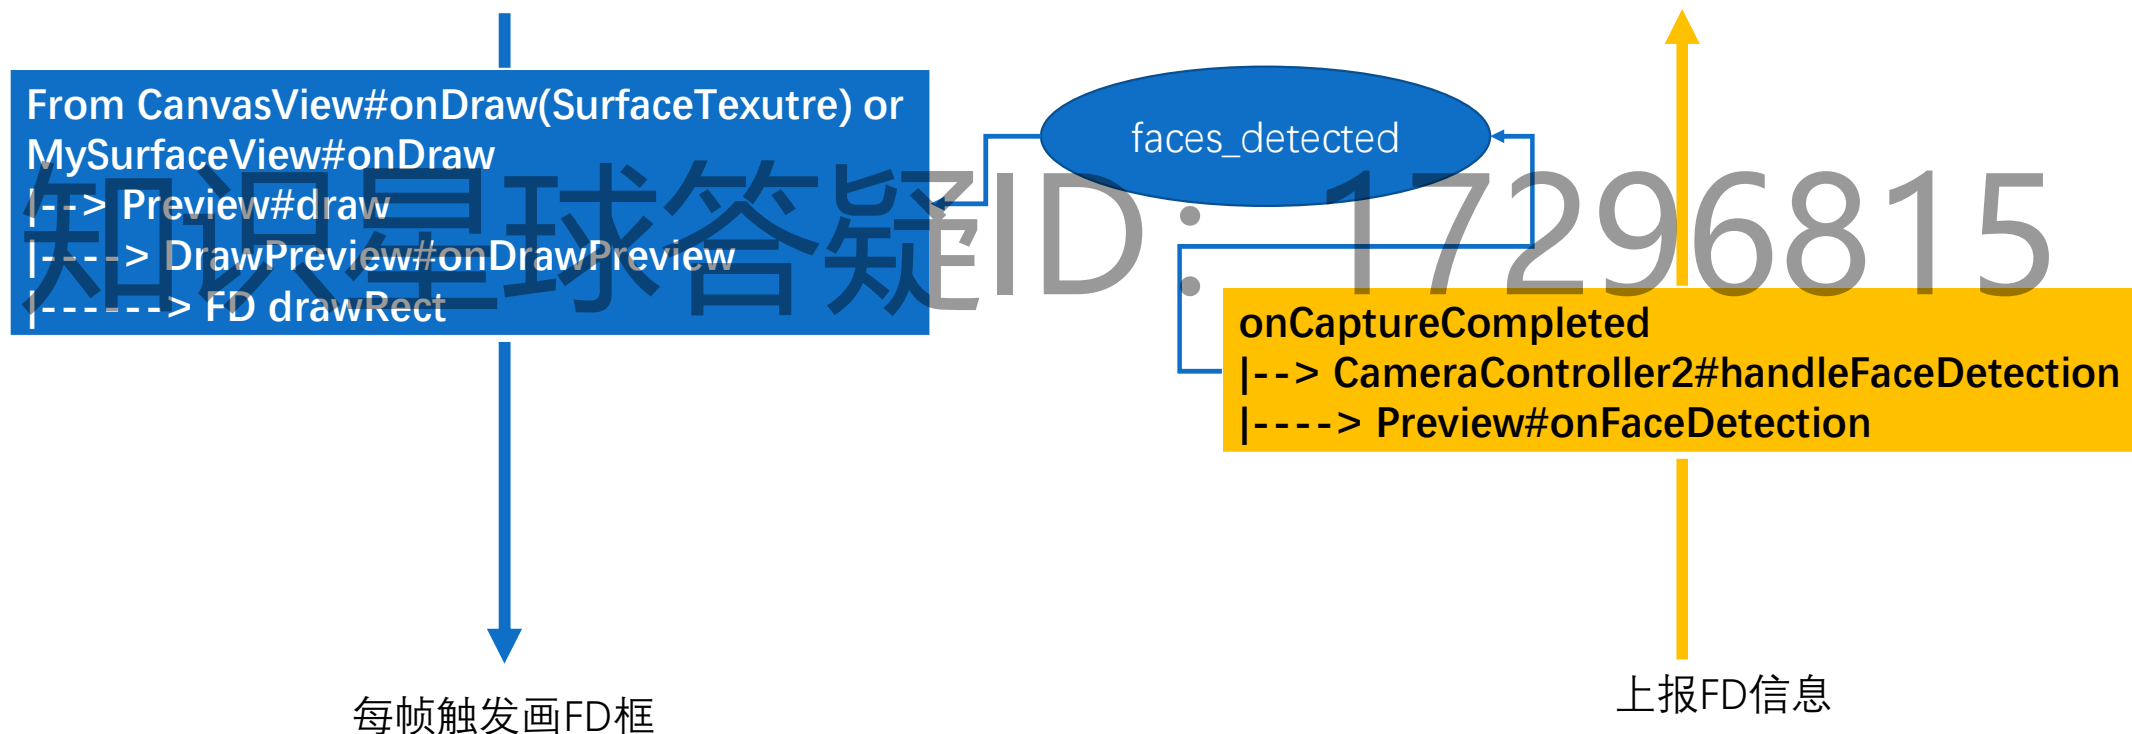 From CanvasView#onDraw(SurfaceTexutre) or
MySurfaceView#onDraw
|--> Preview#draw
|----> DrawPreview#onDrawPreview
|------> FD drawRect
faces_detected
知识星球答疑ID：17296815
onCaptureCompleted
|--> CameraController2#handleFaceDetection
|----> Preview#onFaceDetection
每帧触发画FD框
上报FD信息